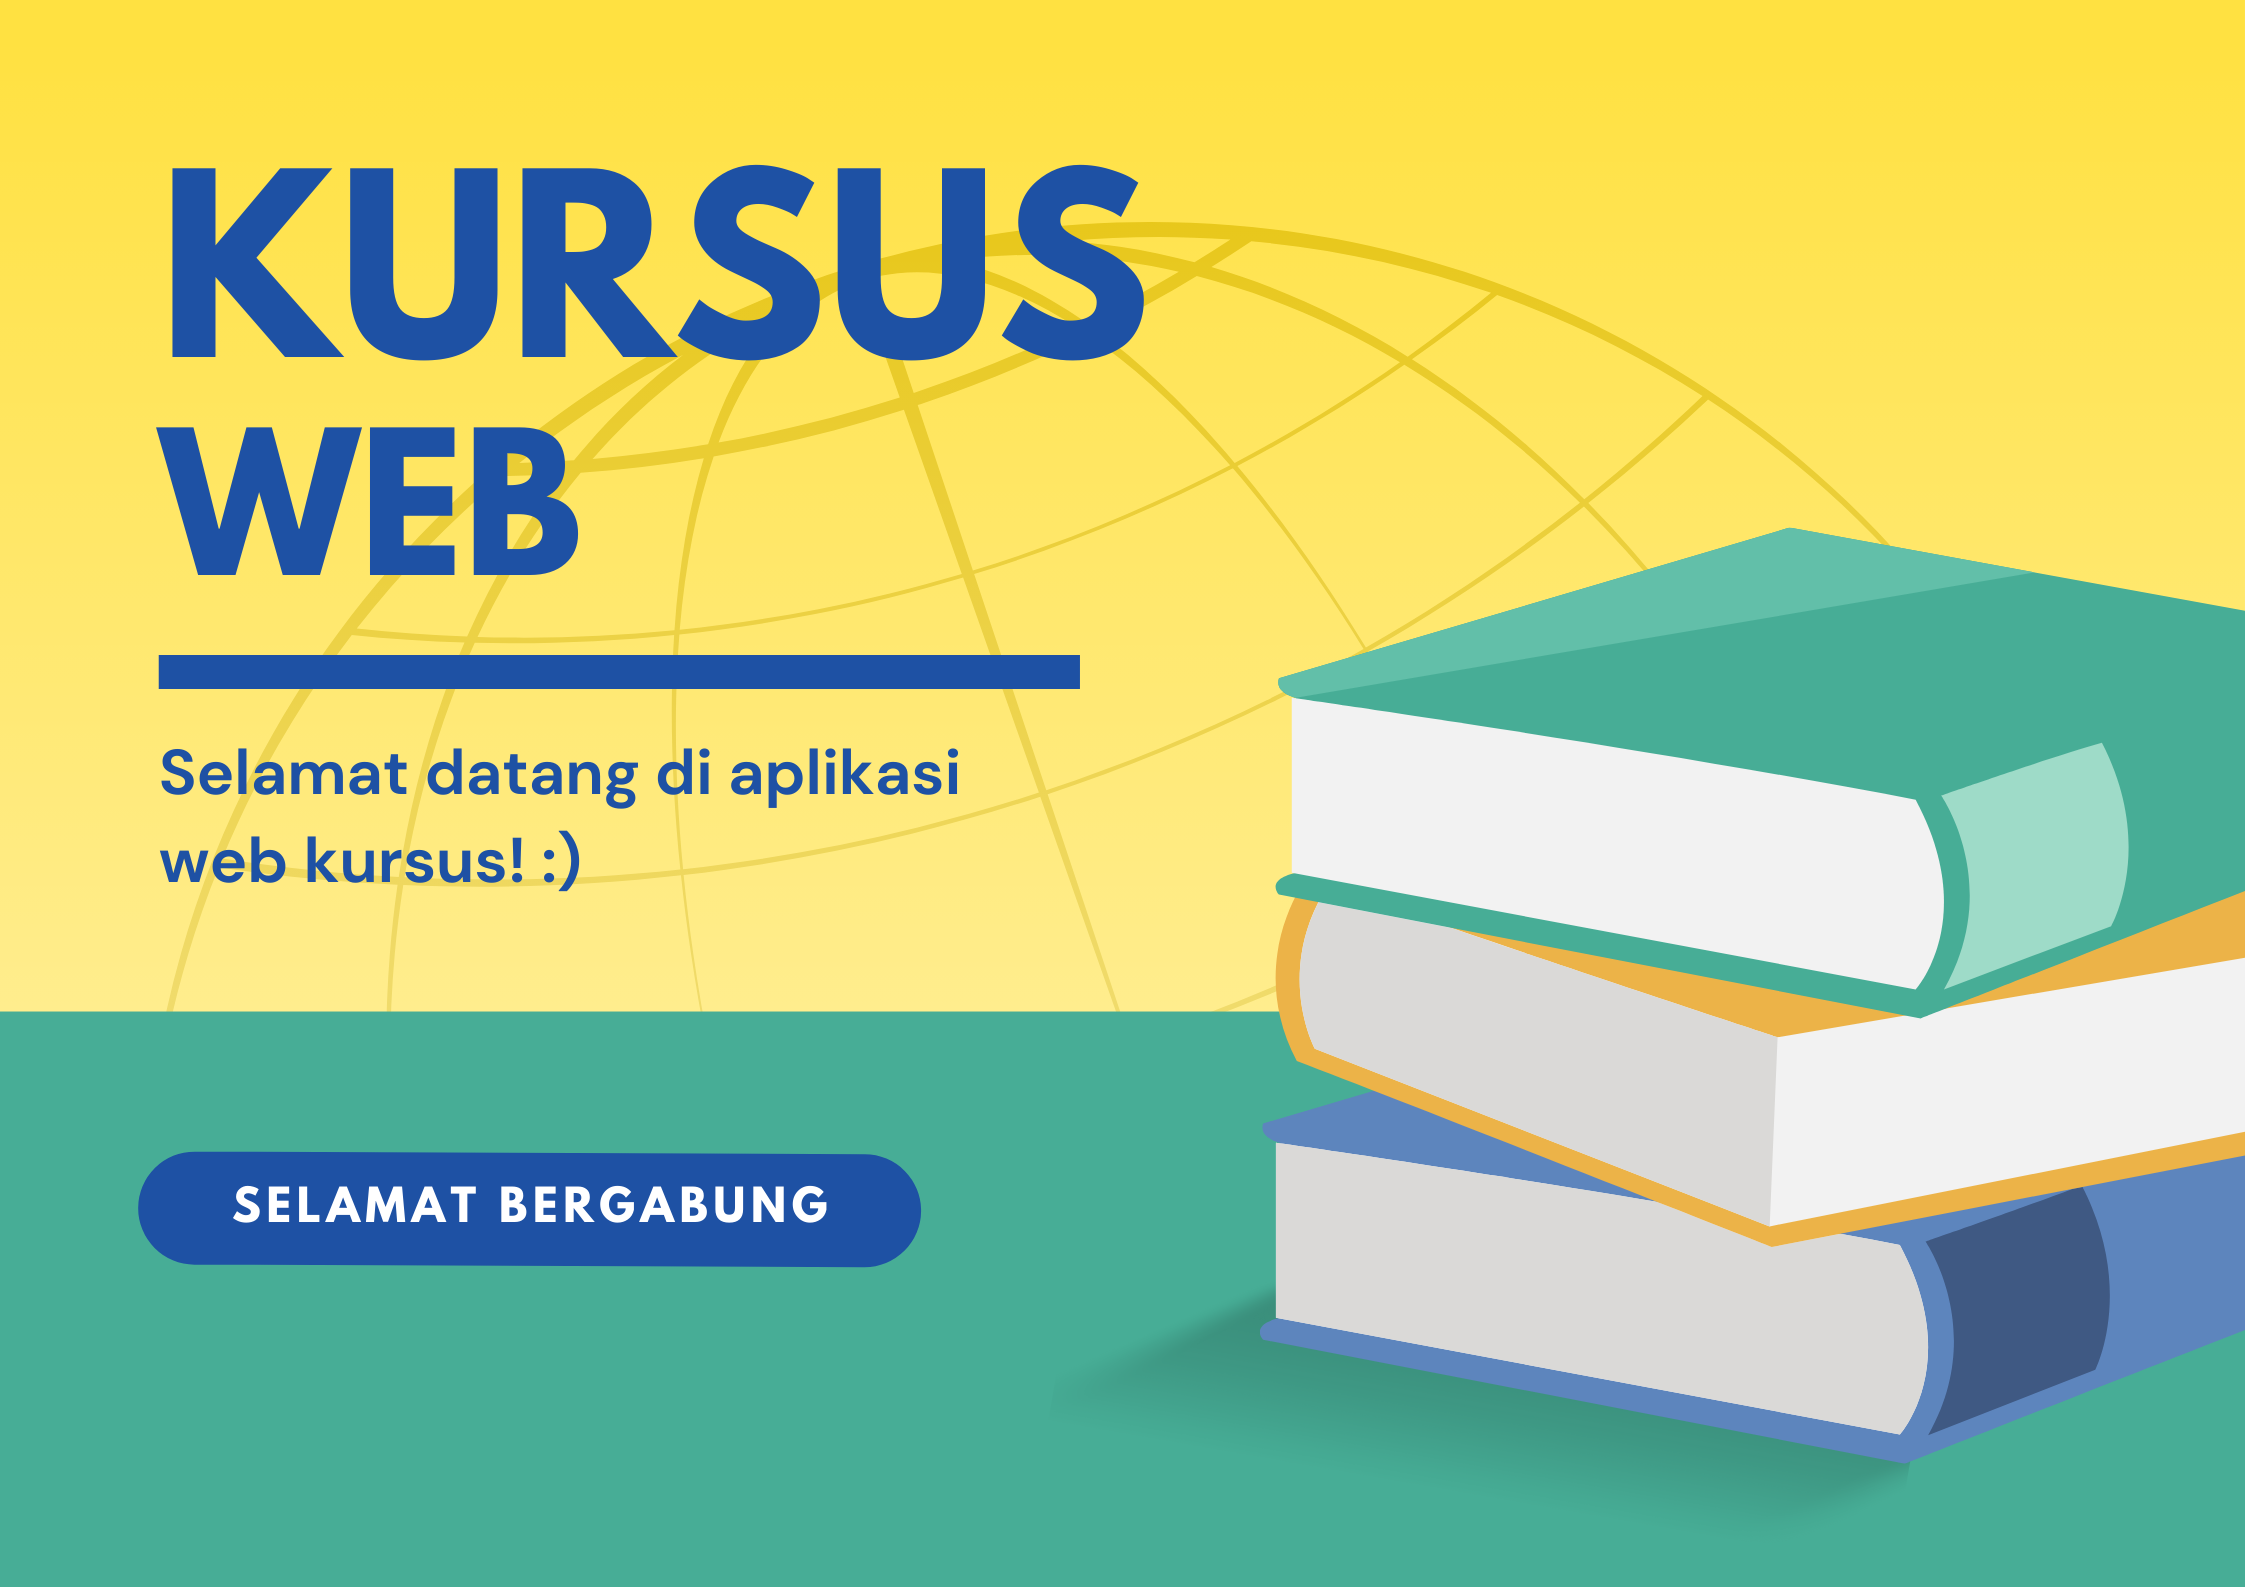 KURSUS
WEB
Selamat datang di aplikasi
web kursus! :)
SELAMAT BERGABUNG